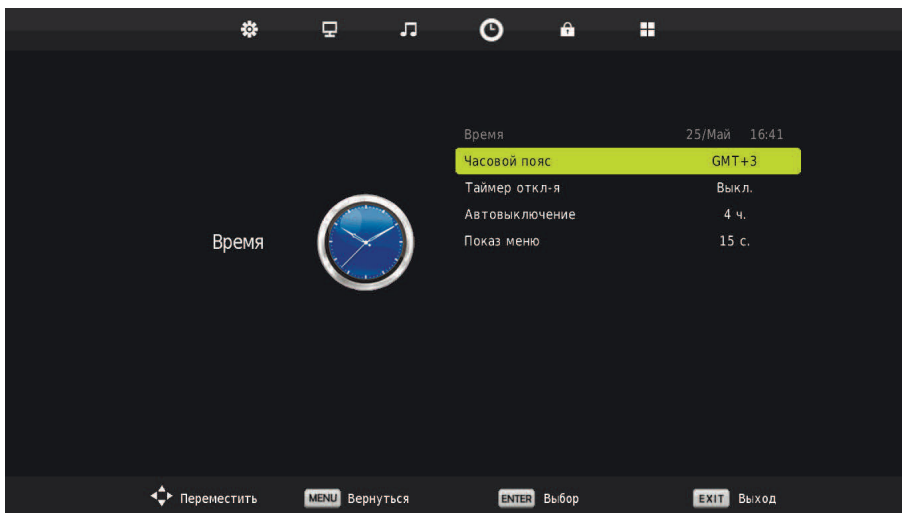 Время 25/Май 16:41
Часовой пояс GMT+3
Таймер откл-я Выкл.
Автовыключение 4 ч.
Время
Показ меню 15 с.
Переместить MENU Вернуться ENTER Выбор EXIT Выход